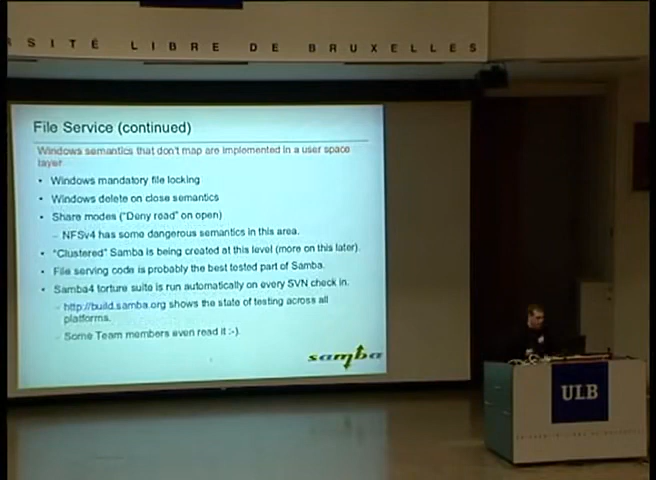 SITÉ LIBRE DE BRUXELLES
File Service (continued)
Windows semantics that don't map are implemented in a user space
layer
• Windows mandatory file locking
• Windows delete on close semantics
• Share modes ("Deny read" on open)
– NFSv4 has some dangerous semantics in this area.
• "Clustered" Samba is being created at this level (more on this later).
• File serving code is probably the best tested part of Samba.
• Samba4 torture suite is run automatically on every SVN check in.
– http://build.samba.org shows the state of testing across all
platforms.
– Some Team members even read it :-)
samba
ULB